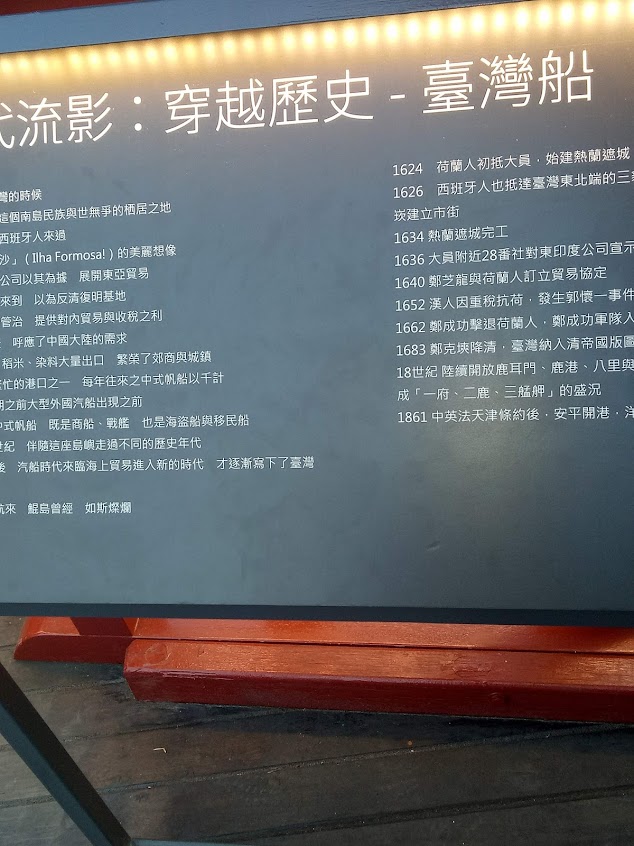 代流影：穿越歷史 - 臺灣船
灣的時候
這個南島民族與世無爭的栖居之地
西班牙人來過
沙」( Ilha Formosa! ) 的美麗想像
公司以其為據　展開東亞貿易
來到　以為反清復明基地
管治　提供對內貿易與收稅之利
呼應了中國大陸的需求
稻米、染料大量出口　繁榮了郊商與城鎮
忙的港口之一　每年往來之中式帆船以千計
期之前大型外國汽船出現之前
中式帆船　既是商船、戰艦　也是海盜船與移民船
世紀　伴隨這座島嶼走過不同的歷史年代
後　汽船時代來臨海上貿易進入新的時代　才逐漸寫下了臺灣
航來　鯤島曾經　如斯燦爛
1624　荷蘭人初抵大員，始建熱蘭遮城
1626　西班牙人也抵達臺灣東北端的三
崁建立市街
1634 熱蘭遮城完工
1636 大員附近28番社對東印度公司宣示
1640 鄭芝龍與荷蘭人訂立貿易協定
1652 漢人因重稅抗荷，發生郭懷一事件
1662 鄭成功擊退荷蘭人，鄭成功軍隊入
1683 鄭克塽降清，臺灣納入清帝國版圖
18世紀 陸續開放鹿耳門、鹿港、八里與
成「一府、二鹿、三艋舺」的盛況
1861 中英法天津條約後，安平開港，洋